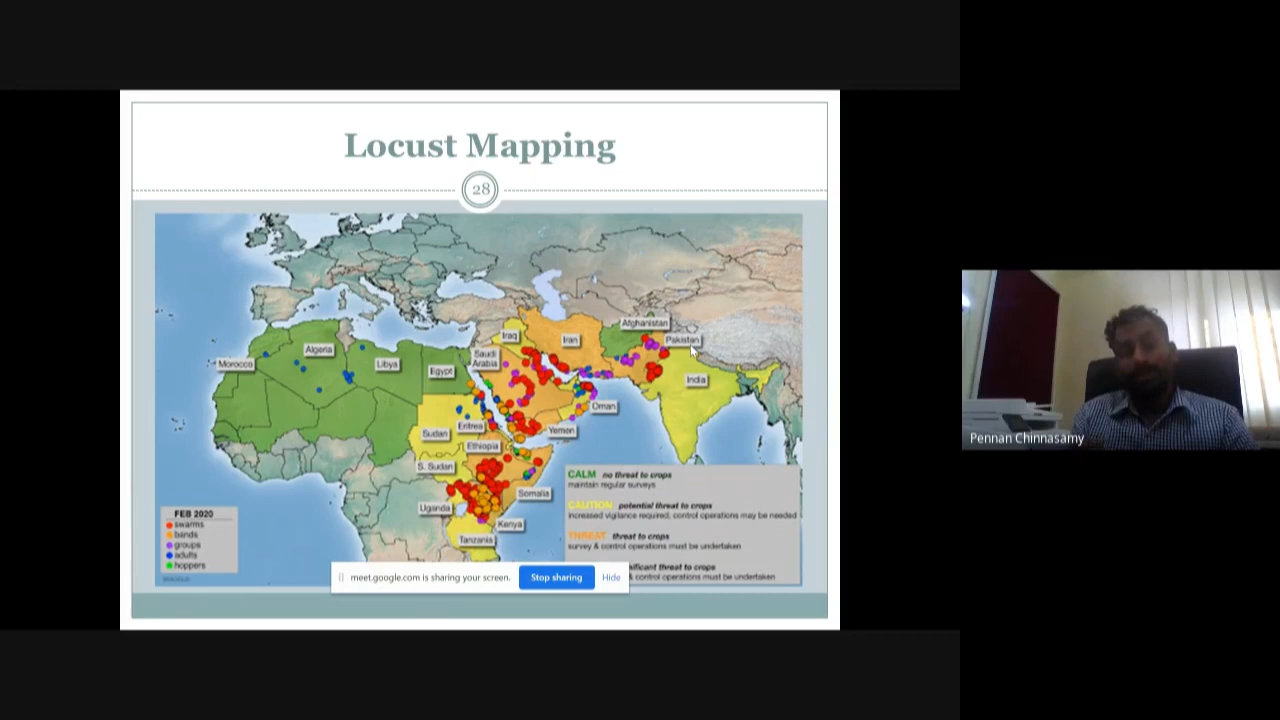 Locust Mapping
28
Afghanistan
Iraq
Iran
Pakistan
Algeria
Saudi
Arabia
Morocco
Libya
Egypt
India
Oman
Eritrea
Yemen
Sudan
Ethiopia
S. Sudan
Somalia
Uganda
Kenya
Tanzania
CALM no threat to crops
maintain regular surveys
CAUTION potential threat to crops
increased vigilance required; control operations may be needed
THREAT threat to crops
survey & control operations must be undertaken
nificant threat to crops
& control operations must be undertaken
FEB 2020
swarms
bands
groups
adults
hoppers
meet.google.com is sharing your screen.
Stop sharing
Hide
Pennan Chinnasamy